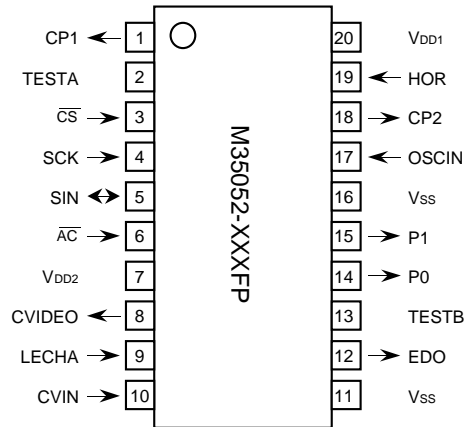 CP1 1 20 VDD1
TESTA 2 19 HOR
C̅S̅ 3 18 CP2
SCK 4 17 OSCIN
SIN 5 16 VSS
A̅C̅ 6 15 P1
VDD2 7 14 P0
CVIDEO 8 13 TESTB
LECHA 9 12 EDO
CVIN 10 11 VSS
M35052-XXXFP